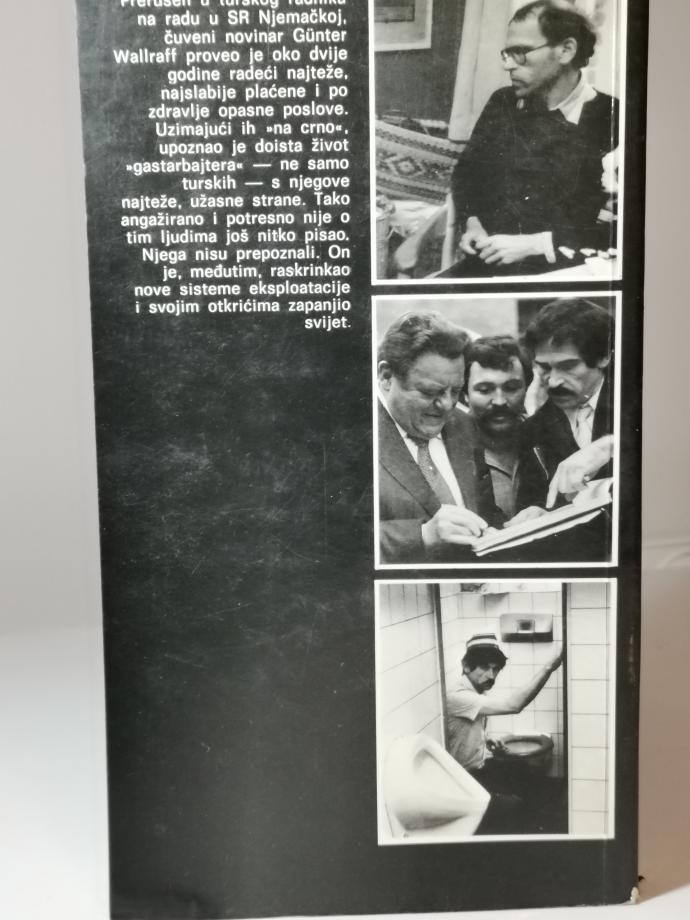 Prerušen u turskog radnika
na radu u SR Njemačkoj,
čuveni novinar Günter
Wallraff proveo je oko dvije
godine radeći najteže,
najslabije plaćene i po
zdravlje opasne poslove.
Uzimajući ih »na crno«,
upoznao je doista život
»gastarbajtera« — ne samo
turskih — s njegove
najteže, užasne strane. Tako
angažirano i potresno nije o
tim ljudima još nitko pisao.
Njega nisu prepoznali. On
je, međutim, raskrinkao
nove sisteme eksploatacije
i svojim otkrićima zapanjio
svijet.